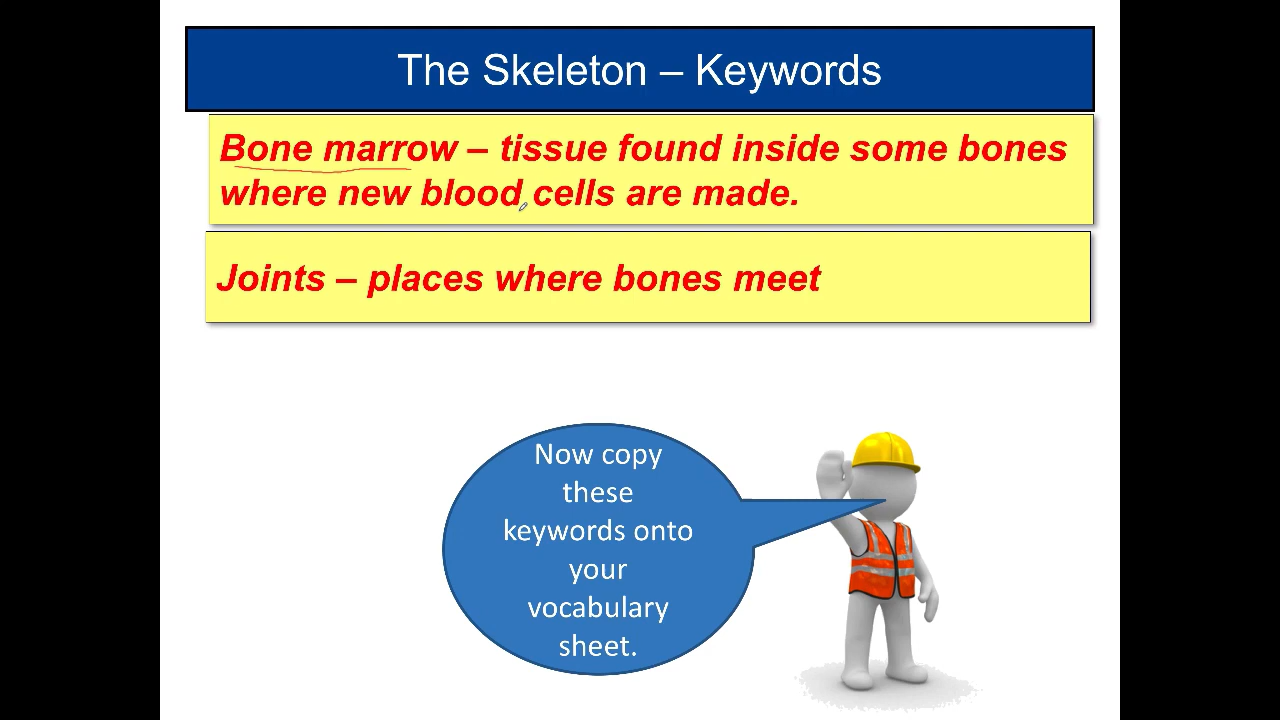 The Skeleton – Keywords
Bone marrow – tissue found inside some bones
where new blood cells are made.
Joints – places where bones meet
Now copy
these
keywords onto
your
vocabulary
sheet.